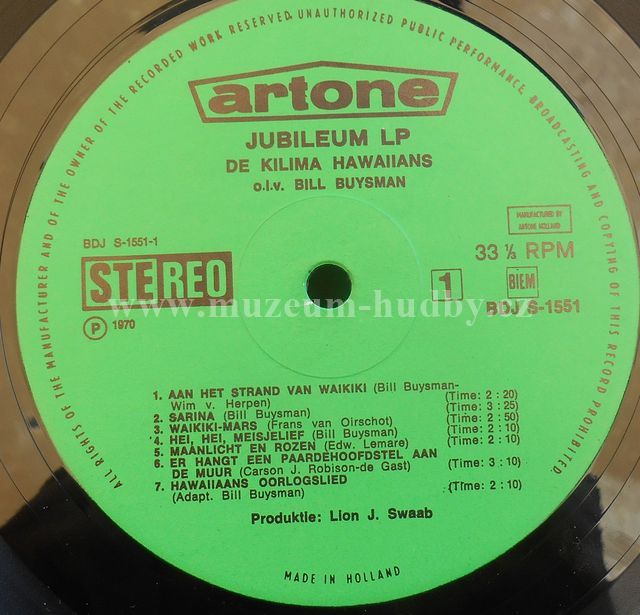 ALL RIGHTS OF THE MANUFACTURER AND OF THE OWNER OF THE RECORDED WORK RESERVED. UNAUTHORIZED PUBLIC PERFORMANCE BROADCASTING AND COPYING OF THIS RECORD PROHIBITED.
artone
JUBILEUM LP
DE KILIMA HAWAIIANS
o.l.v. BILL BUYSMAN
MANUFACTURED BY
ARTONE HOLLAND
BDJ S-1551-1
33 ⅓ RPM
STEREO
1
BIEM
BDJ S-1551
www.muzeum-hudby.cz
Ⓟ 1970
1. AAN HET STRAND VAN WAIKIKI (Bill Buysman-
Wim v. Herpen) (Time: 2 : 20)
2. SARINA (Bill Buysman) (Time: 3 : 25)
3. WAIKIKI-MARS (Frans van Oirschot) (Time: 2 : 50)
4. HEI, HEI, MEISJELIEF (Bill Buysman) (Time: 2 : 10)
5. MAANLICHT EN ROZEN (Edw. Lemare) (Time: 2 : 10)
6. ER HANGT EEN PAARDEHOOFDSTEL AAN
DE MUUR (Carson J. Robison-de Gast) (Time: 3 : 10)
7. HAWAIIAANS OORLOGSLIED (Time: 2 : 10)
(Adapt. Bill Buysman)
Produktie: Lion J. Swaab
MADE IN HOLLAND